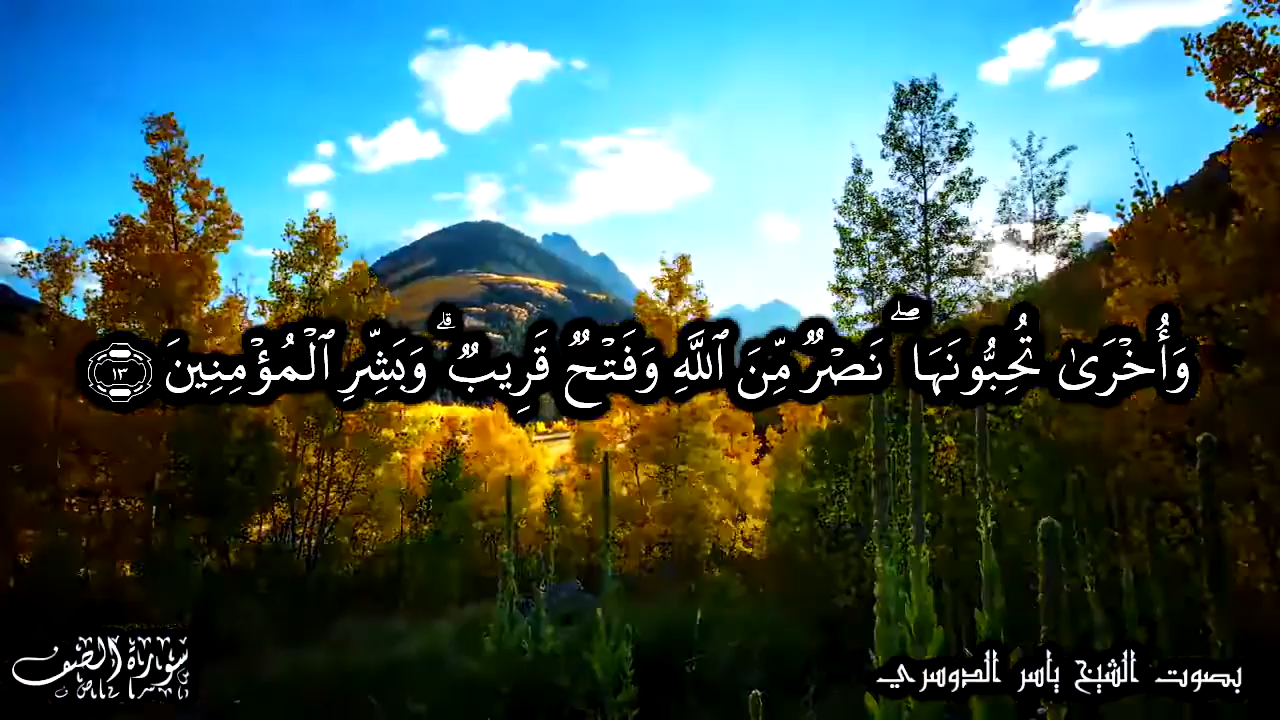 وَأُخْرَىٰ تُحِبُّونَهَا ۖ نَصْرٌ مِّنَ ٱللَّهِ وَفَتْحٌ قَرِيبٌ ۗ وَبَشِّرِ ٱلْمُؤْمِنِينَ ١٣
سورة الصف
بصوت الشيخ ياسر الدوسري